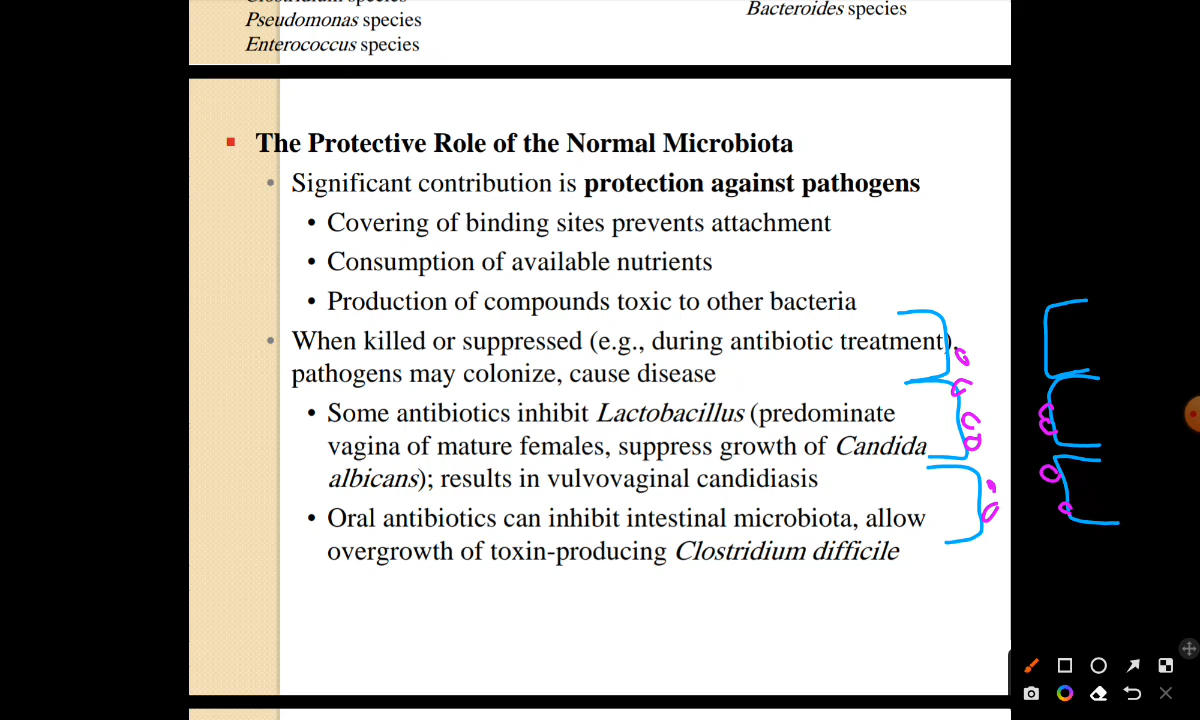 Pseudomonas species
Bacteroides species
Enterococcus species
The Protective Role of the Normal Microbiota
Significant contribution is protection against pathogens
• Covering of binding sites prevents attachment
• Consumption of available nutrients
• Production of compounds toxic to other bacteria
When killed or suppressed (e.g., during antibiotic treatment),
pathogens may colonize, cause disease
• Some antibiotics inhibit Lactobacillus (predominate
vagina of mature females, suppress growth of Candida
albicans); results in vulvovaginal candidiasis
• Oral antibiotics can inhibit intestinal microbiota, allow
overgrowth of toxin-producing Clostridium difficile